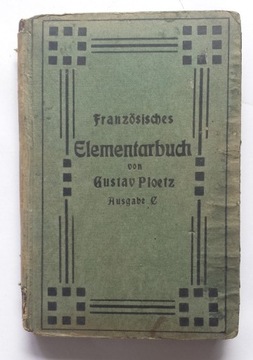 Französisches
Elementarbuch
von
Gustav Ploetz
Ausgabe C